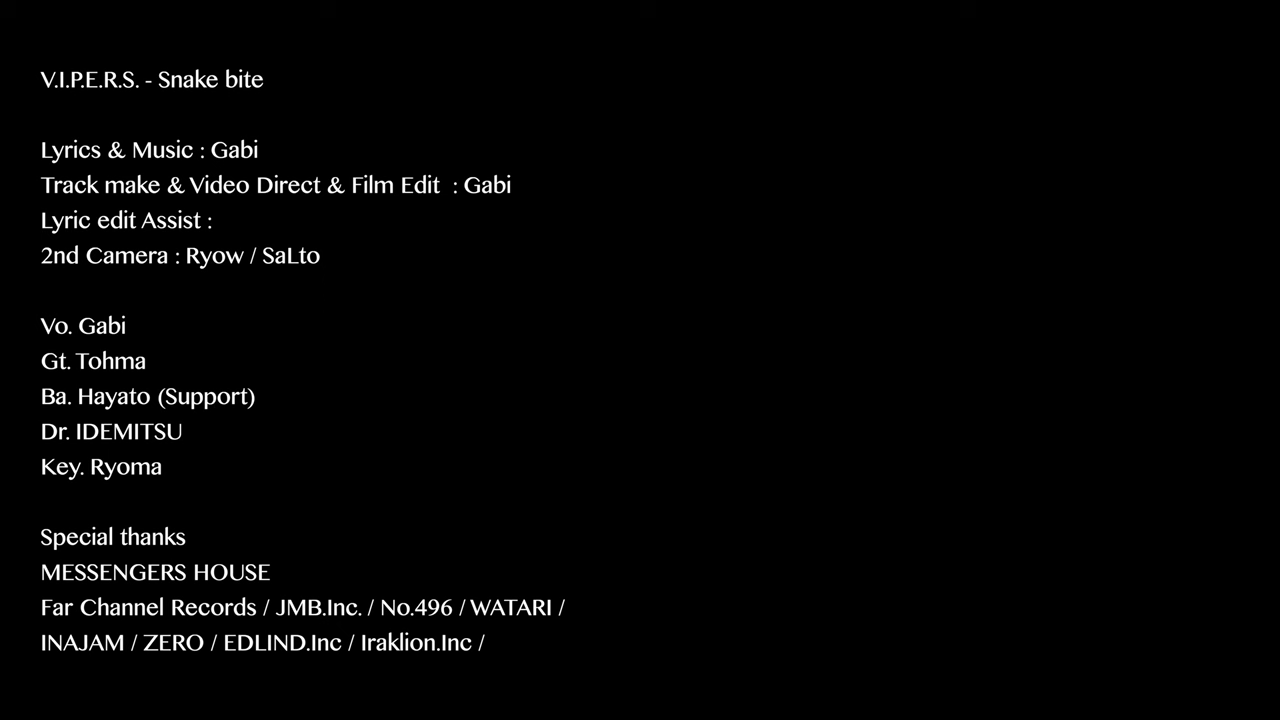 V.I.P.E.R.S. - Snake bite
Lyrics & Music : Gabi
Track make & Video Direct & Film Edit : Gabi
Lyric edit Assist :
2nd Camera : Ryow / SaLto
Vo. Gabi
Gt. Tohma
Ba. Hayato (Support)
Dr. IDEMITSU
Key. Ryoma
Special thanks
MESSENGERS HOUSE
Far Channel Records / JMB.Inc. / No.496 / WATARI /
INAJAM / ZERO / EDLIND.Inc / Iraklion.Inc /